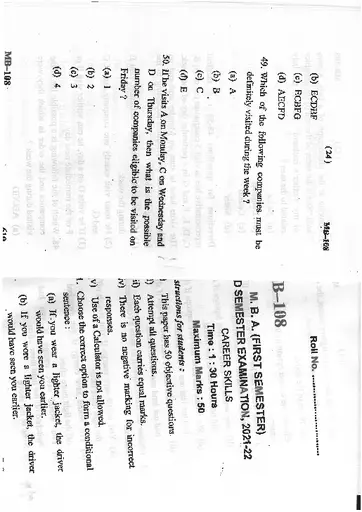 (24)
MB-108
(b) ECDBF
(c) RCBFG
(d) AECFD
49. Which of the following companies must be
definitely visited during the week ?
(a) A
(b) B
(c) C
(d) E
50. If he visits A on Monday, C on Wednesday and
D on Thursday, then what is the possible
number of companies eligible to be visited on
Friday ?
(a) 1
(b) 2
(c) 3
(d) 4
MB-108
Roll No. ..............................
B-108
M. B. A. (FIRST SEMESTER)
D SEMESTER EXAMINATION, 2021-22
CAREER SKILLS
Time : 1 : 30 Hours
Maximum Marks : 50
structions for students :
) This paper has 50 objective questions.
i) Attempt all questions.
ii) Each question carries equal marks.
iv) There is no negative marking for incorrect
responses.
v) Use of a Calculator is not allowed.
1. Choose the correct option to form a conditional
sentence :
(a) If you wear a lighter jacket, the driver
would have seen you earlier.
(b) If you wore a lighter jacket, the driver
would have seen you earlier.